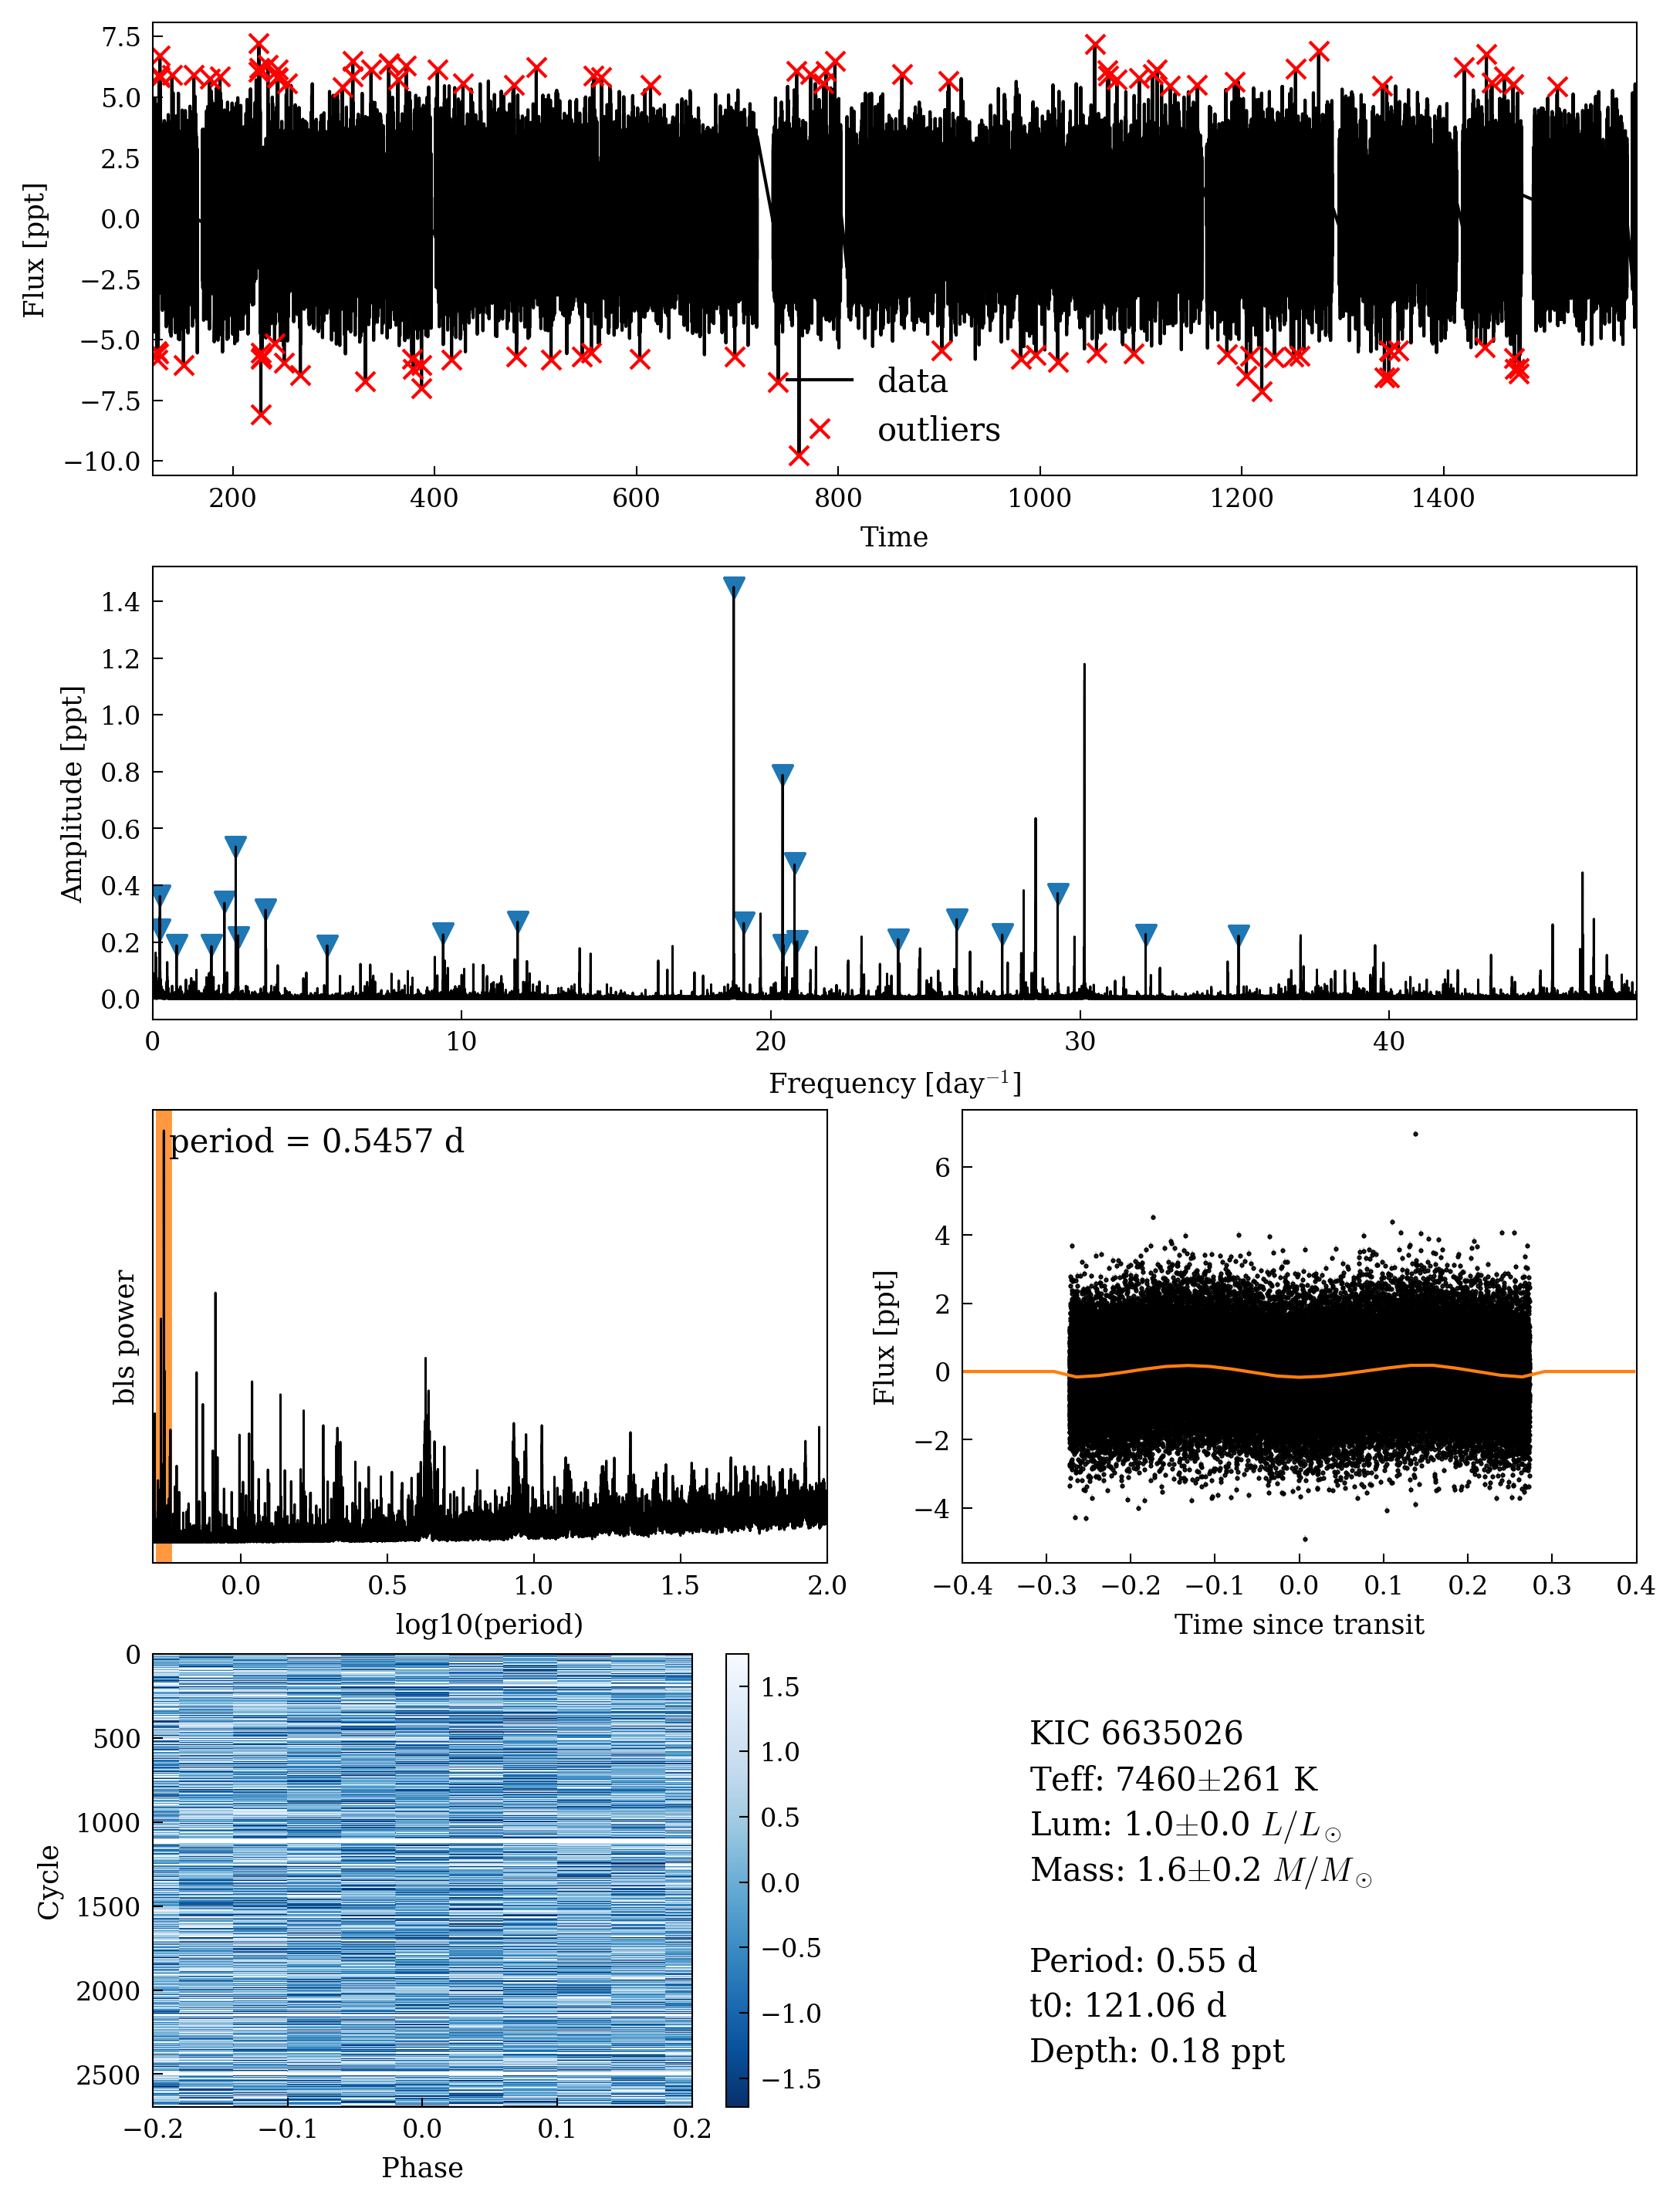 7.5
5.0
2.5
0.0
−2.5
−5.0
−7.5
−10.0
Flux [ppt]
data
outliers
200 400 600 800 1000 1200 1400
Time
1.4
1.2
1.0
0.8
0.6
0.4
0.2
0.0
Amplitude [ppt]
0 10 20 30 40
Frequency [day⁻¹]
period = 0.5457 d
bls power
0.0 0.5 1.0 1.5 2.0
log10(period)
6
4
2
0
−2
−4
Flux [ppt]
−0.4 −0.3 −0.2 −0.1 0.0 0.1 0.2 0.3 0.4
Time since transit
0
500
1000
1500
2000
2500
Cycle
−0.2 −0.1 0.0 0.1 0.2
Phase
1.5
1.0
0.5
0.0
−0.5
−1.0
−1.5
KIC 6635026
Teff: 7460±261 K
Lum: 1.0±0.0 L/L⊙
Mass: 1.6±0.2 M/M⊙
Period: 0.55 d
t0: 121.06 d
Depth: 0.18 ppt